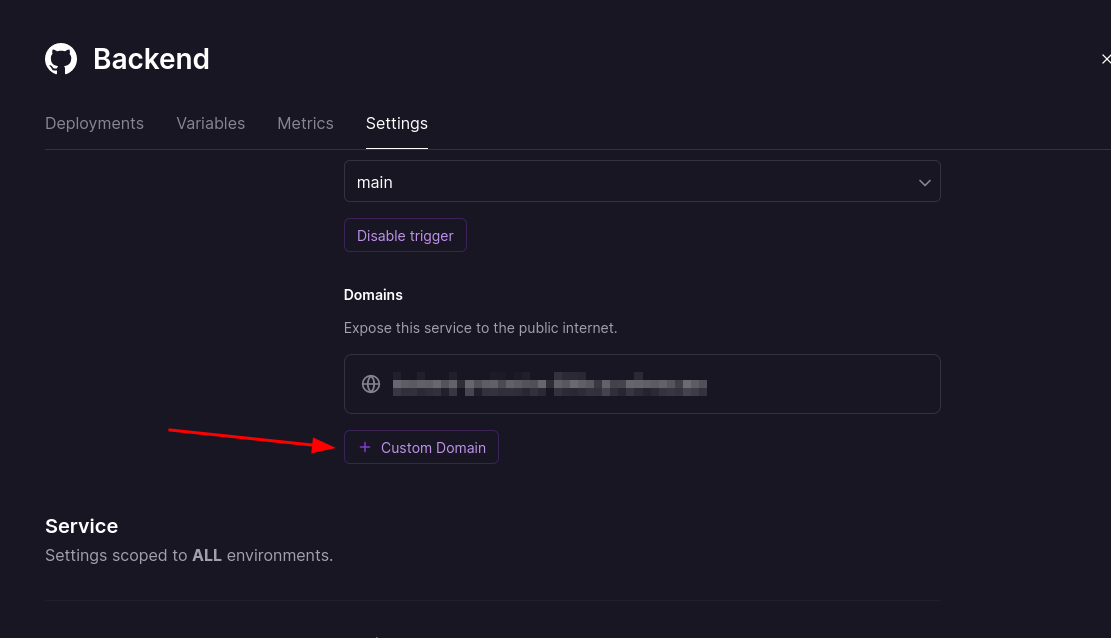 Backend
Deployments Variables Metrics Settings
main
Disable trigger
Domains
Expose this service to the public internet.
+ Custom Domain
Service
Settings scoped to ALL environments.